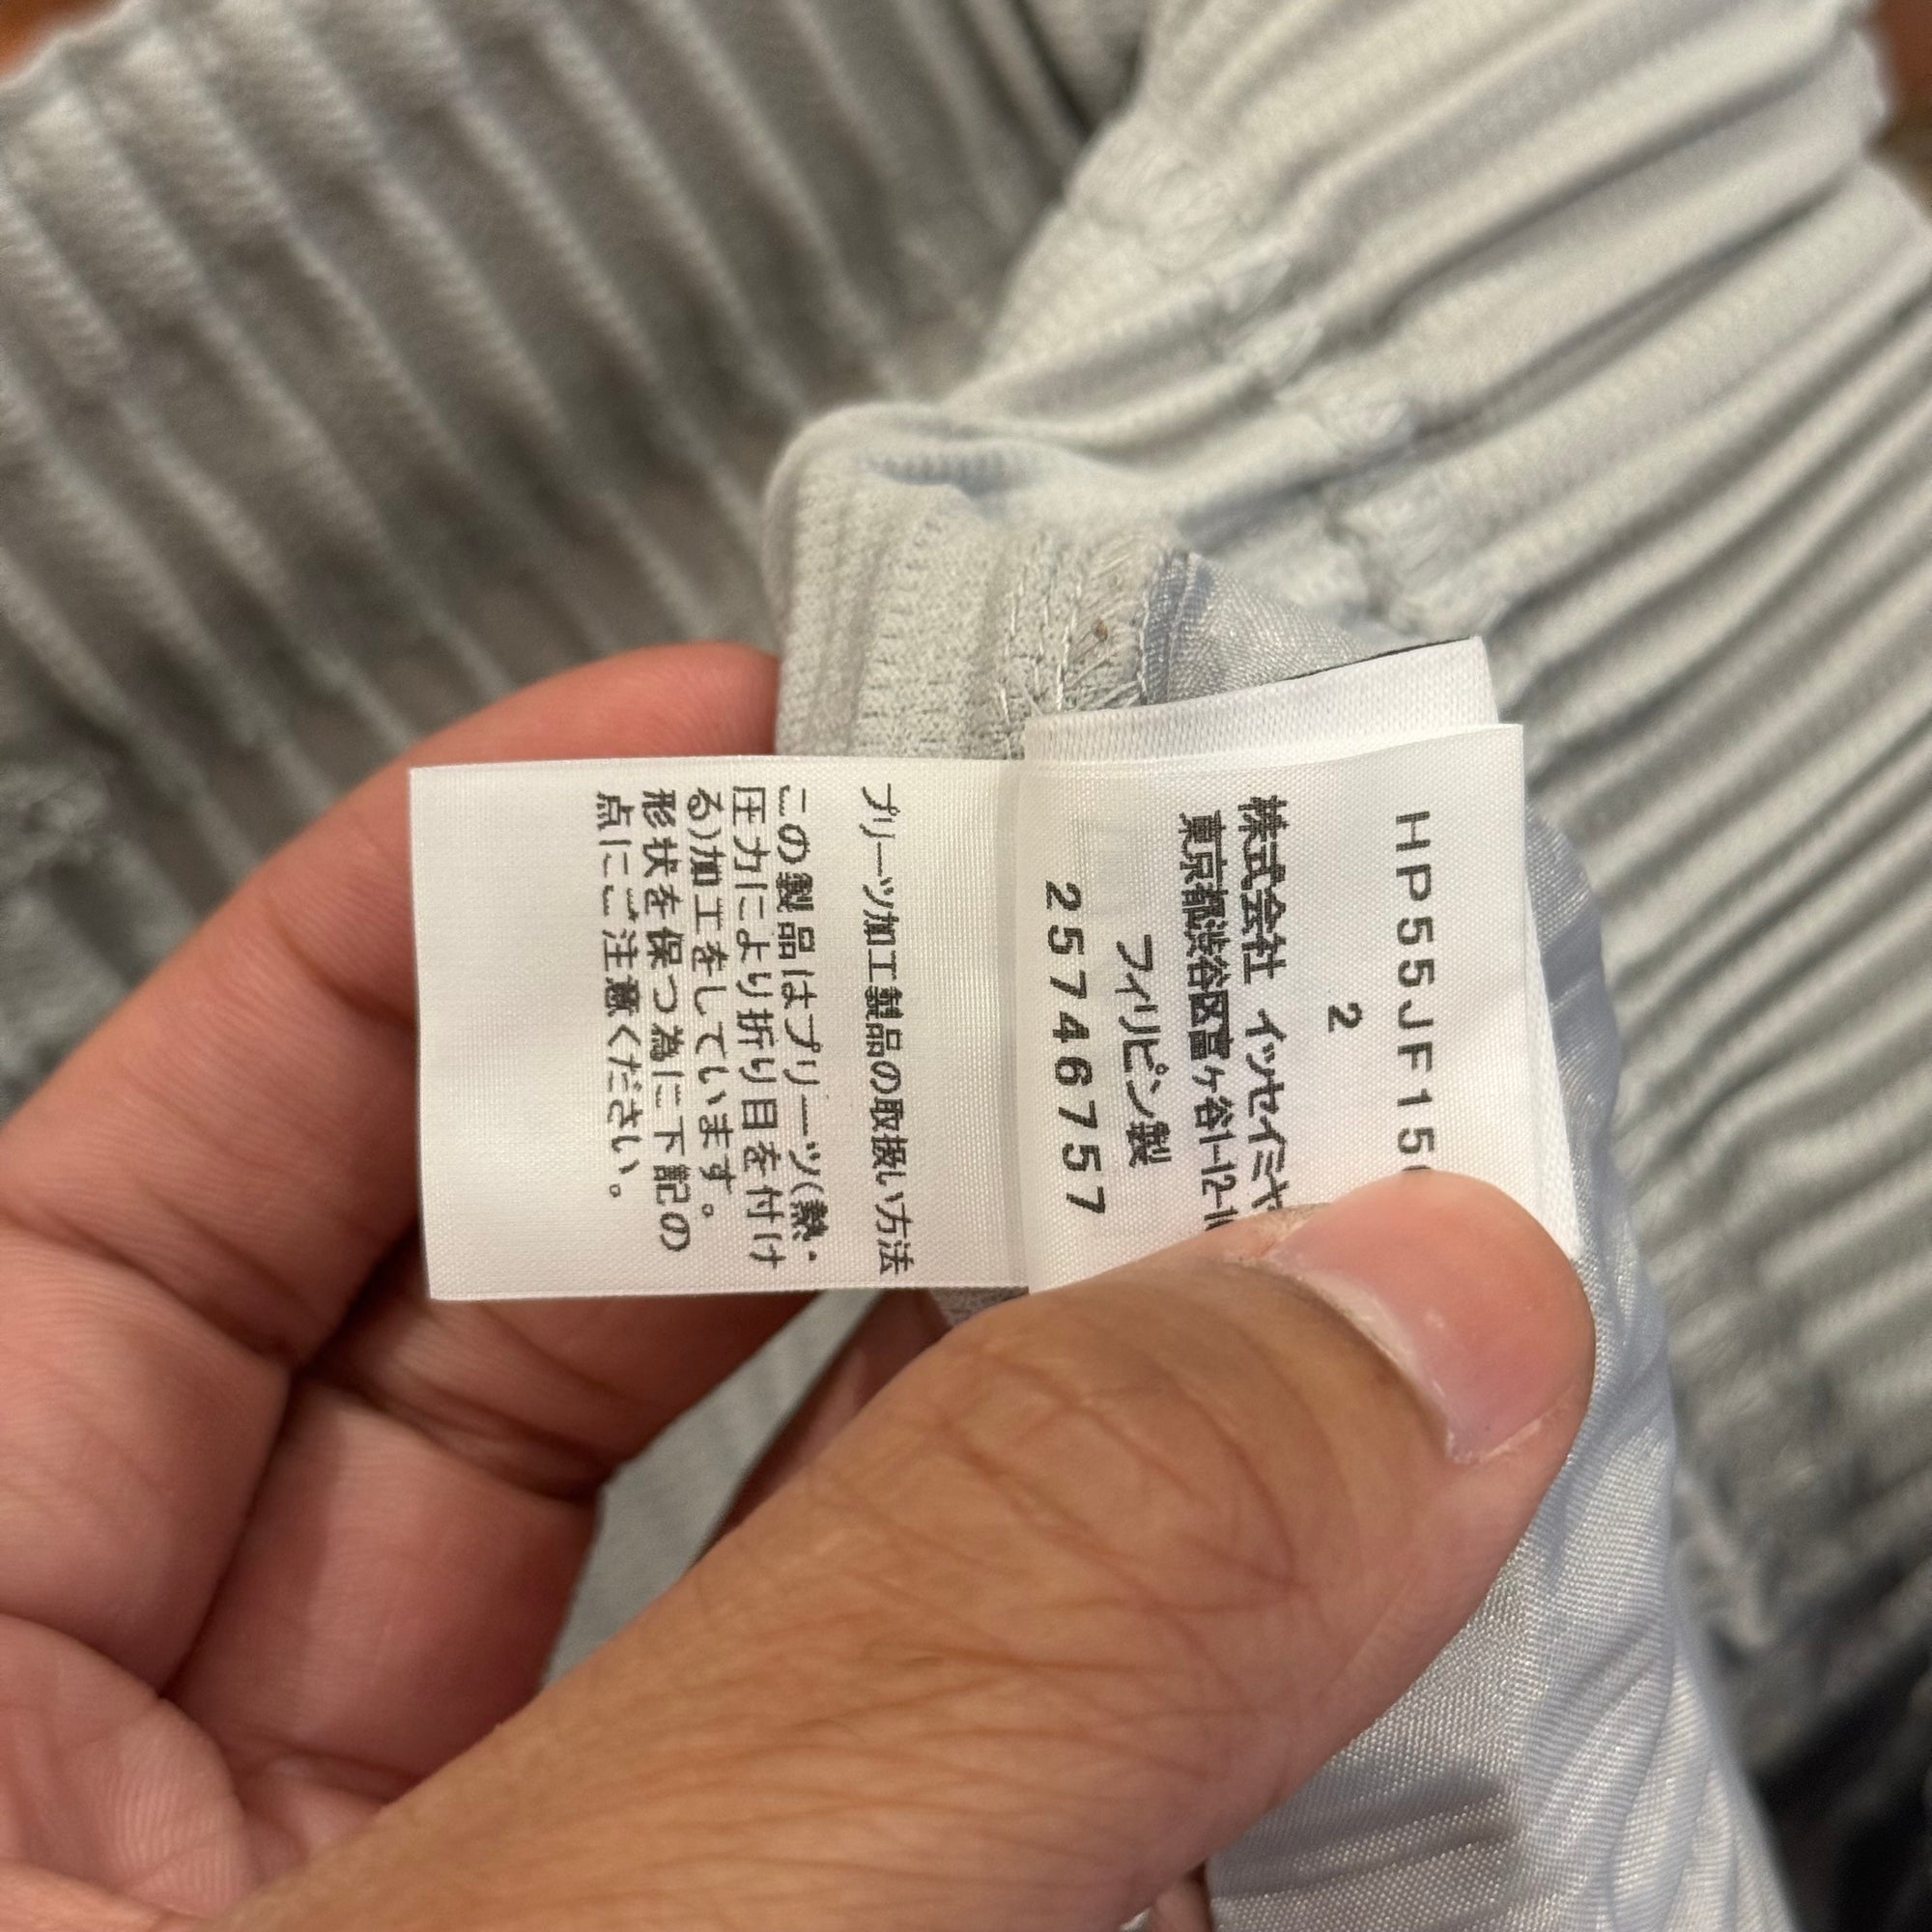 HP55JF15
2
株式会社 イッセイミヤ
東京都渋谷区富ヶ谷1-12-1
フィリピン製
25746757
プリーツ加工製品の取扱い方法
この製品はプリーツ(熱・
圧力により折り目を付け
る)加工をしています。
形状を保つ為に下記の
点にご注意ください。